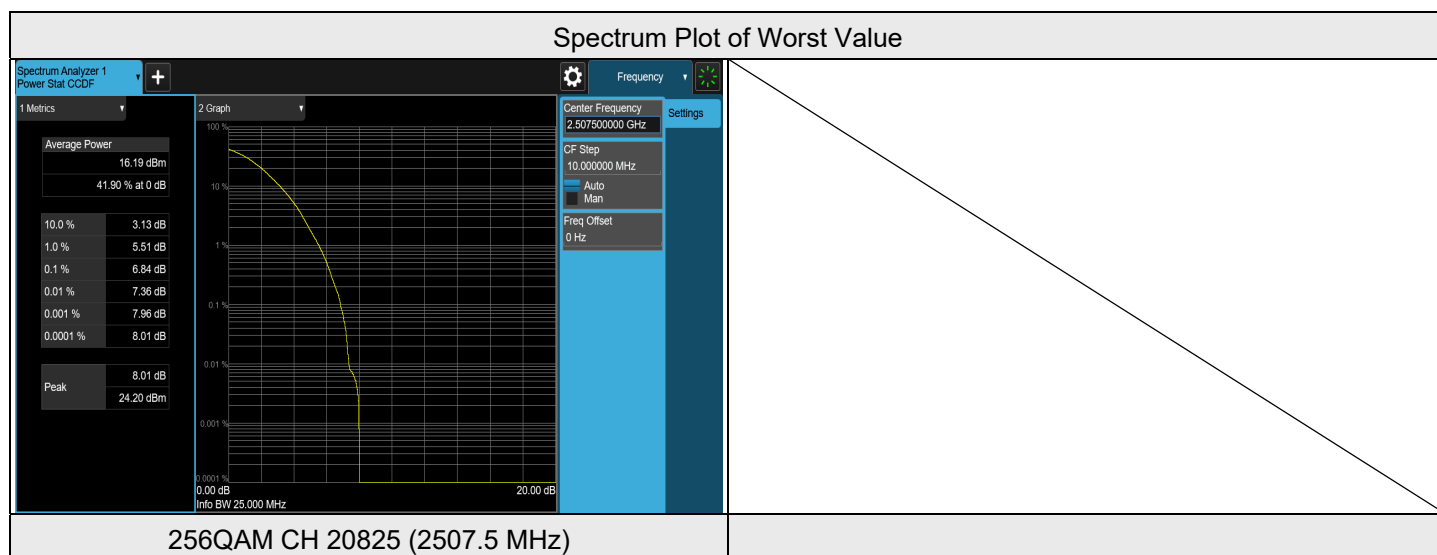 Spectrum Plot of Worst Value
Spectrum Analyzer 1
Power Stat CCDF
+
Frequency
1 Metrics
2 Graph
Average Power
16.19 dBm
41.90 % at 0 dB
10.0 % 3.13 dB
1.0 % 5.51 dB
0.1 % 6.84 dB
0.01 % 7.36 dB
0.001 % 7.96 dB
0.0001 % 8.01 dB
Peak
8.01 dB
24.20 dBm
100 %
10 %
1 %
0.1 %
0.01 %
0.001 %
0.0001 %
0.00 dB 20.00 dB
Info BW 25.000 MHz
Center Frequency
2.507500000 GHz
Settings
CF Step
10.000000 MHz
Auto
Man
Freq Offset
0 Hz
256QAM CH 20825 (2507.5 MHz)